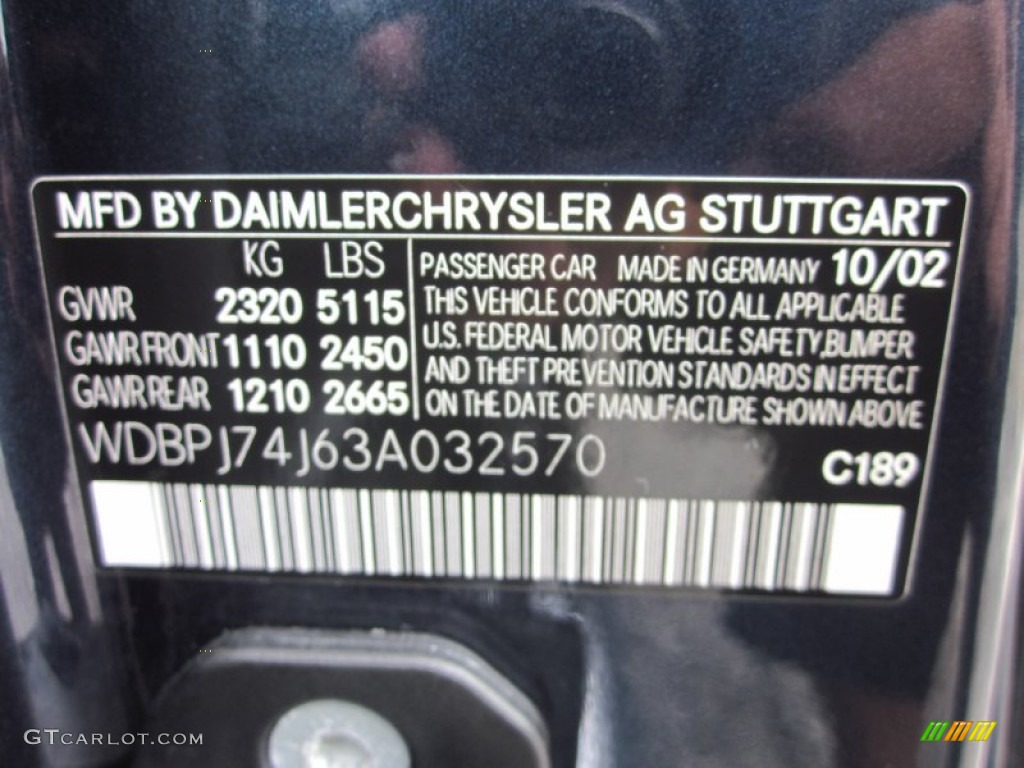 MFD BY DAIMLERCHRYSLER AG STUTTGART
KG LBS
GVWR 2320 5115
GAWR FRONT 1110 2450
GAWR REAR 1210 2665
PASSENGER CAR MADE IN GERMANY 10/02
THIS VEHICLE CONFORMS TO ALL APPLICABLE
U.S. FEDERAL MOTOR VEHICLE SAFETY, BUMPER
AND THEFT PREVENTION STANDARDS IN EFFECT
ON THE DATE OF MANUFACTURE SHOWN ABOVE
WDBPJ74J63A032570
C189
GTCARLOT.COM